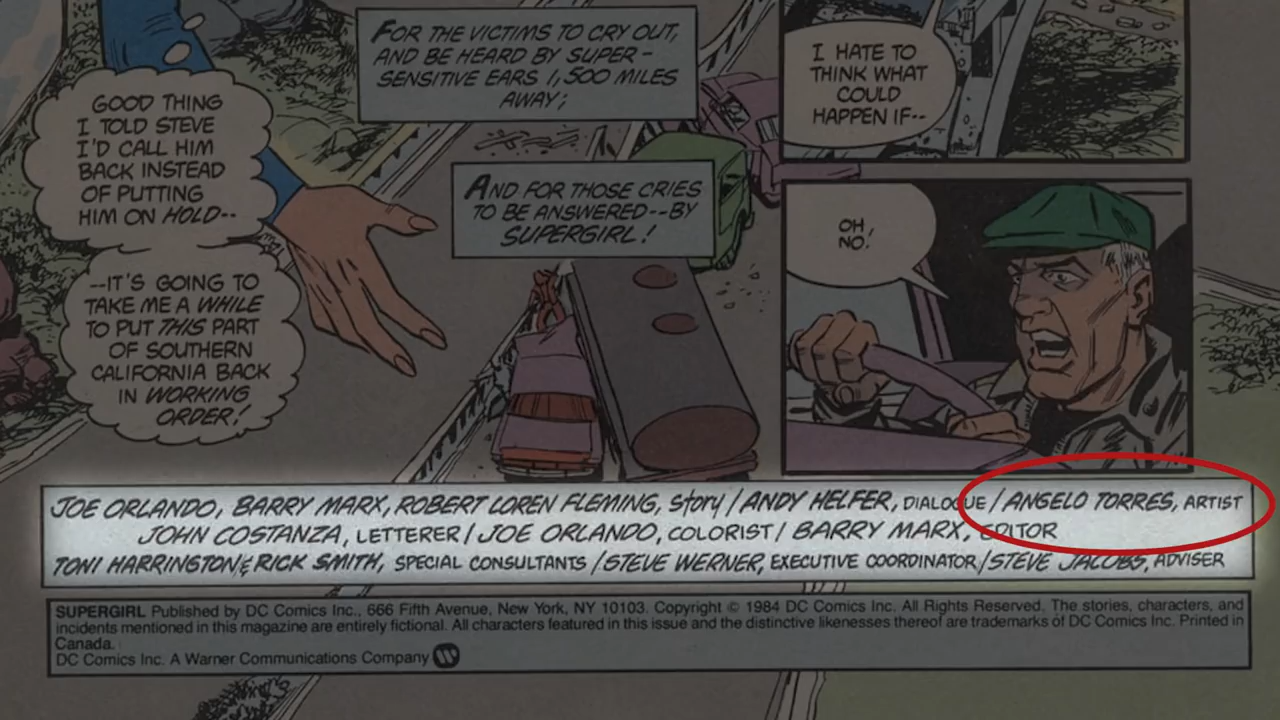 FOR THE VICTIMS TO CRY OUT,
AND BE HEARD BY SUPER-
SENSITIVE EARS 1,500 MILES
AWAY;
I HATE TO
THINK WHAT
COULD
HAPPEN IF--
GOOD THING
I TOLD STEVE
I'D CALL HIM
BACK INSTEAD
OF PUTTING
HIM ON HOLD--
AND FOR THOSE CRIES
TO BE ANSWERED--BY
SUPERGIRL!
OH,
NO!
--IT'S GOING TO
TAKE ME A WHILE
TO PUT THIS PART
OF SOUTHERN
CALIFORNIA BACK
IN WORKING
ORDER!
JOE ORLANDO, BARRY MARX, ROBERT LOREN FLEMING, Story / ANDY HELFER, DIALOGUE / ANGELO TORRES, ARTIST
JOHN COSTANZA, LETTERER / JOE ORLANDO, COLORIST / BARRY MARX, EDITOR
TONI HARRINGTON & RICK SMITH, SPECIAL CONSULTANTS / STEVE WERNER, EXECUTIVE COORDINATOR / STEVE JACOBS, ADVISER
SUPERGIRL Published by DC Comics Inc., 666 Fifth Avenue, New York, NY 10103. Copyright © 1984 DC Comics Inc. All Rights Reserved. The stories, characters, and
incidents mentioned in this magazine are entirely fictional. All characters featured in this issue and the distinctive likenesses thereof are trademarks of DC Comics Inc. Printed in
Canada.
DC Comics Inc. A Warner Communications Company